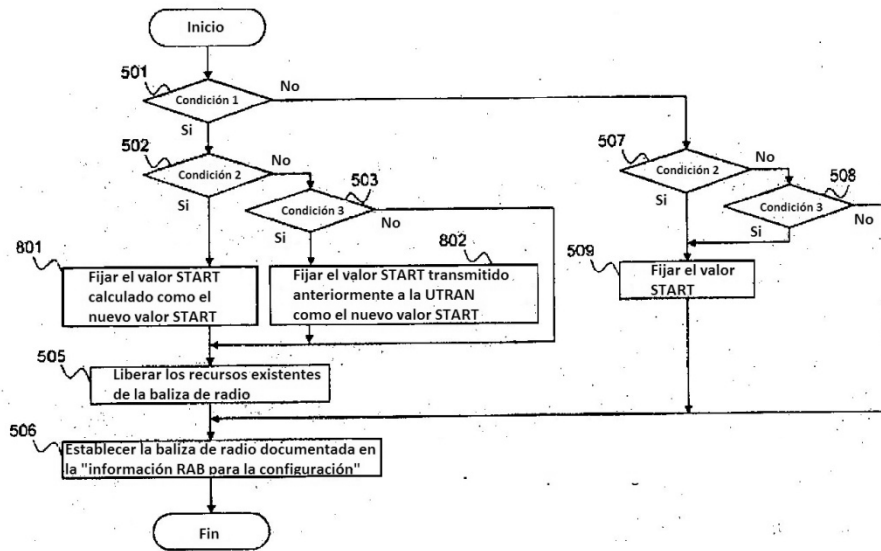 Inicio
501
Condición 1
No
Si
502
Condición 2
No
Si
503
Condición 3
No
Si
507
Condición 2
No
Si
508
Condición 3
No
Si
801
Fijar el valor START
calculado como el
nuevo valor START
802
Fijar el valor START transmitido
anteriormente a la UTRAN
como el nuevo valor START
509
Fijar el valor
START
505
Liberar los recursos existentes
de la baliza de radio
506
Establecer la baliza de radio documentada en
la "información RAB para la configuración"
Fin